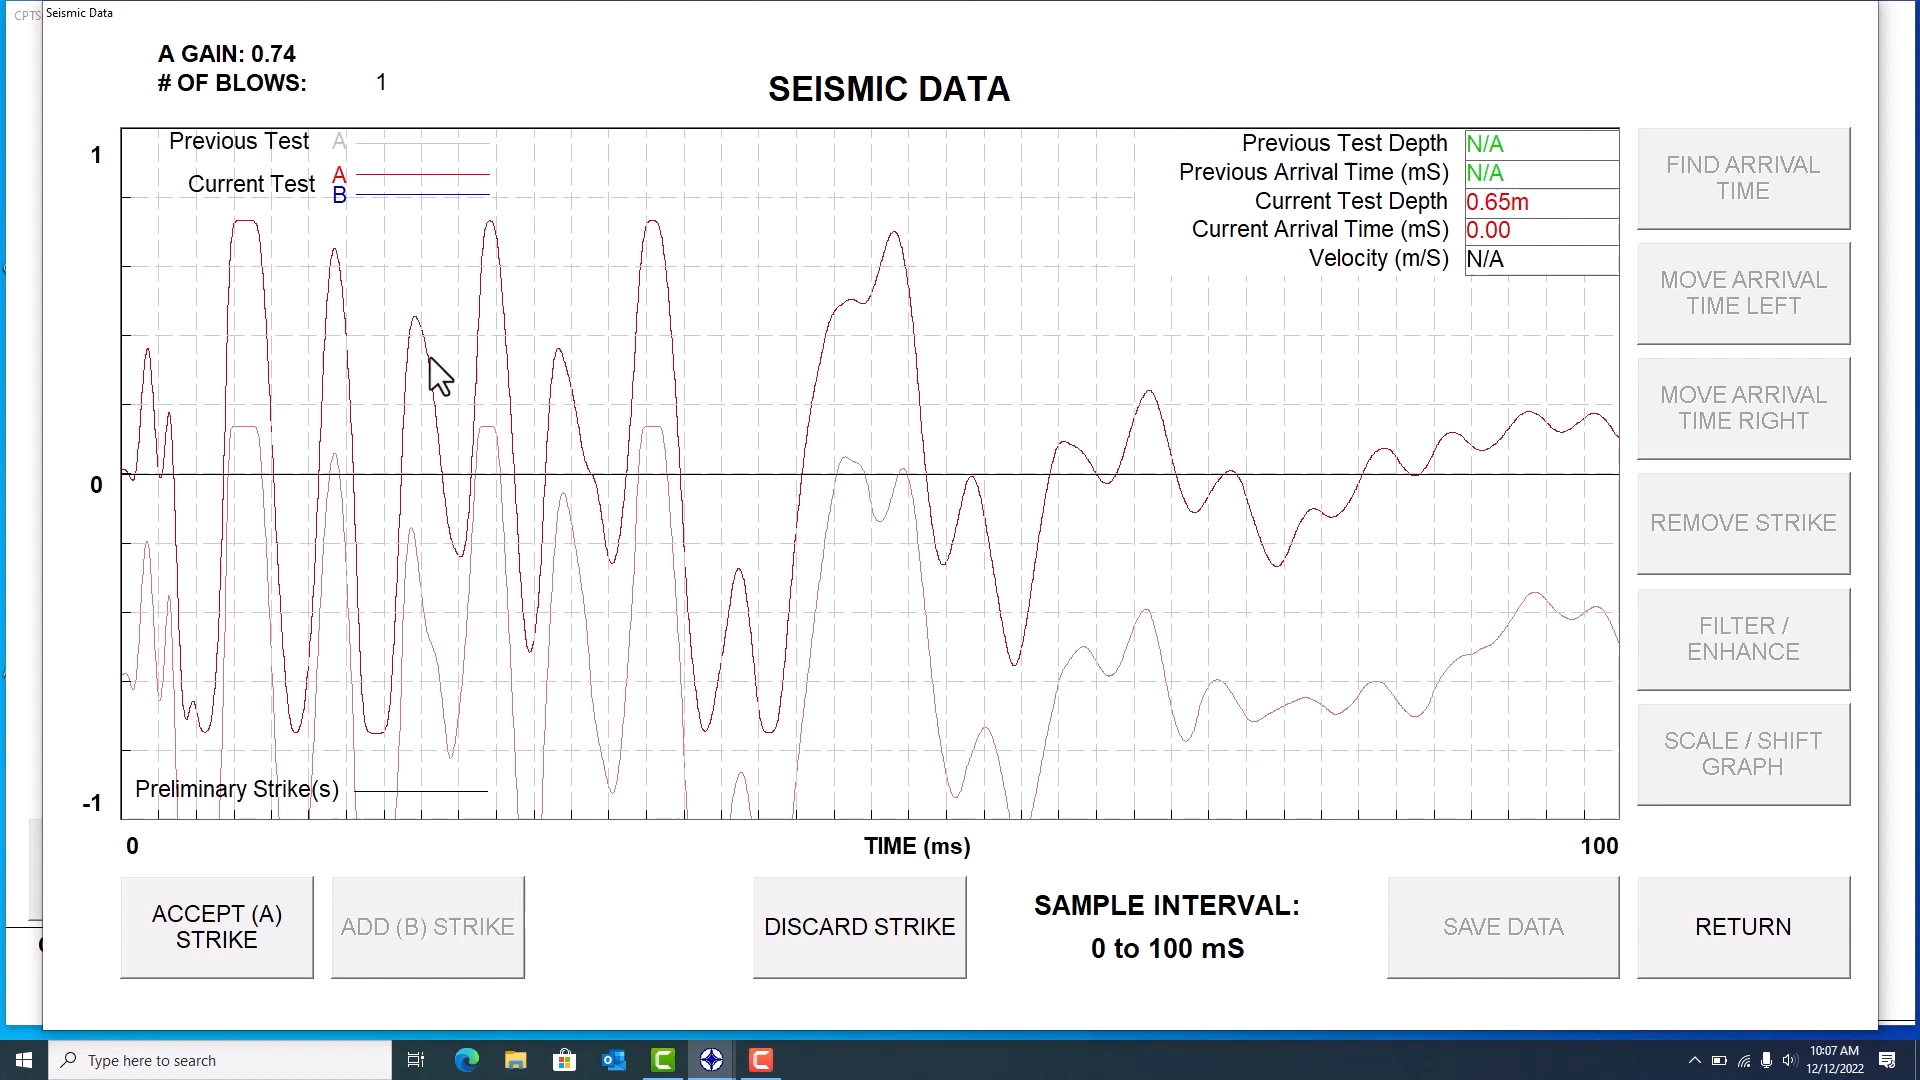 CPTS
Seismic Data
A GAIN: 0.74
# OF BLOWS: 1
SEISMIC DATA
1
Previous Test A
Current Test A
B
Previous Test Depth N/A
Previous Arrival Time (mS) N/A
Current Test Depth 0.65m
Current Arrival Time (mS) 0.00
Velocity (m/S) N/A
FIND ARRIVAL
TIME
MOVE ARRIVAL
TIME LEFT
MOVE ARRIVAL
TIME RIGHT
0
REMOVE STRIKE
FILTER /
ENHANCE
SCALE / SHIFT
GRAPH
Preliminary Strike(s)
-1
0 TIME (ms) 100
ACCEPT (A)
STRIKE
ADD (B) STRIKE
DISCARD STRIKE
SAMPLE INTERVAL:
0 to 100 mS
SAVE DATA
RETURN
Type here to search
10:07 AM
12/12/2022